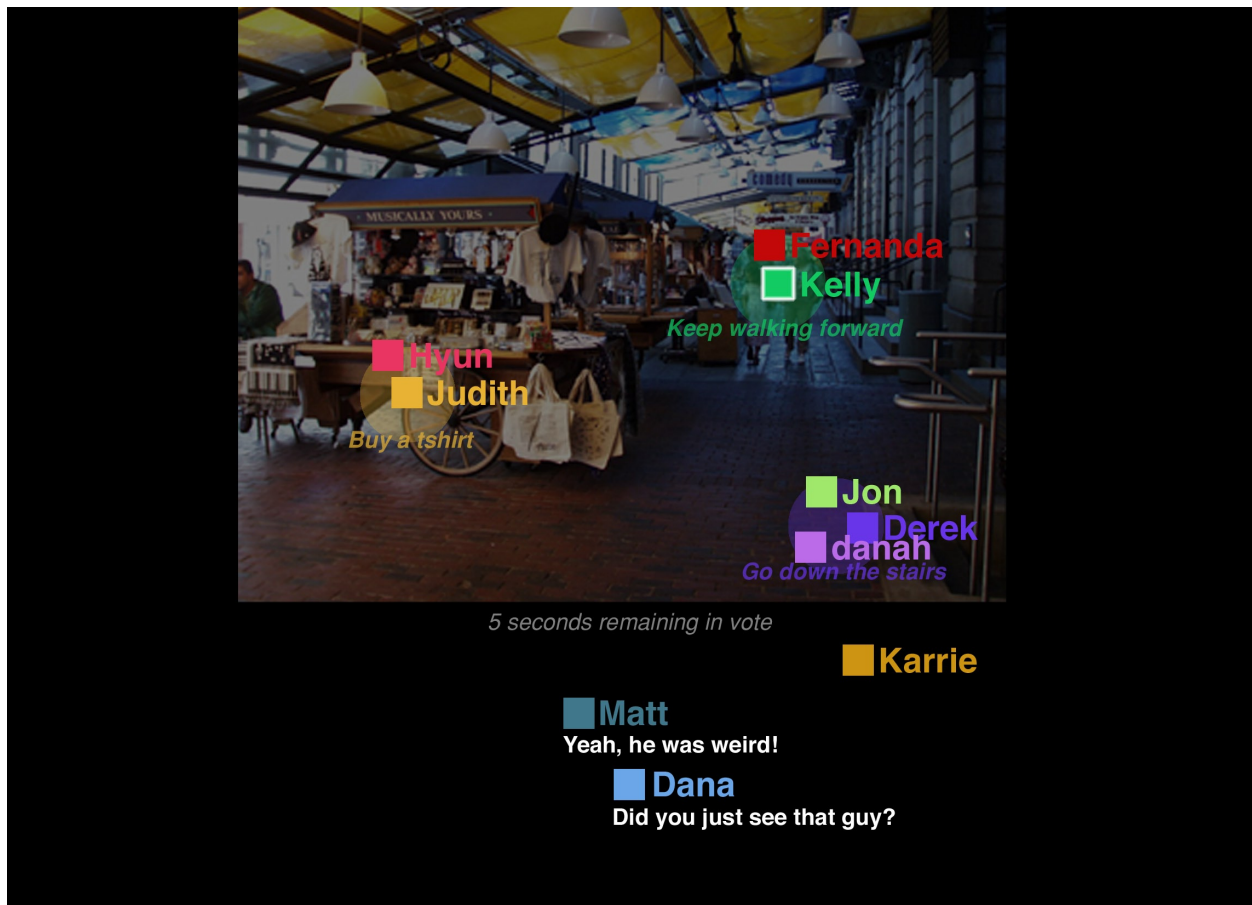 comedy
· MUSICALLY YOURS ·
Fernanda
Kelly
Keep walking forward
Hyun
Judith
Buy a tshirt
Jon
Derek
danah
Go down the stairs
5 seconds remaining in vote
Karrie
Matt
Yeah, he was weird!
Dana
Did you just see that guy?